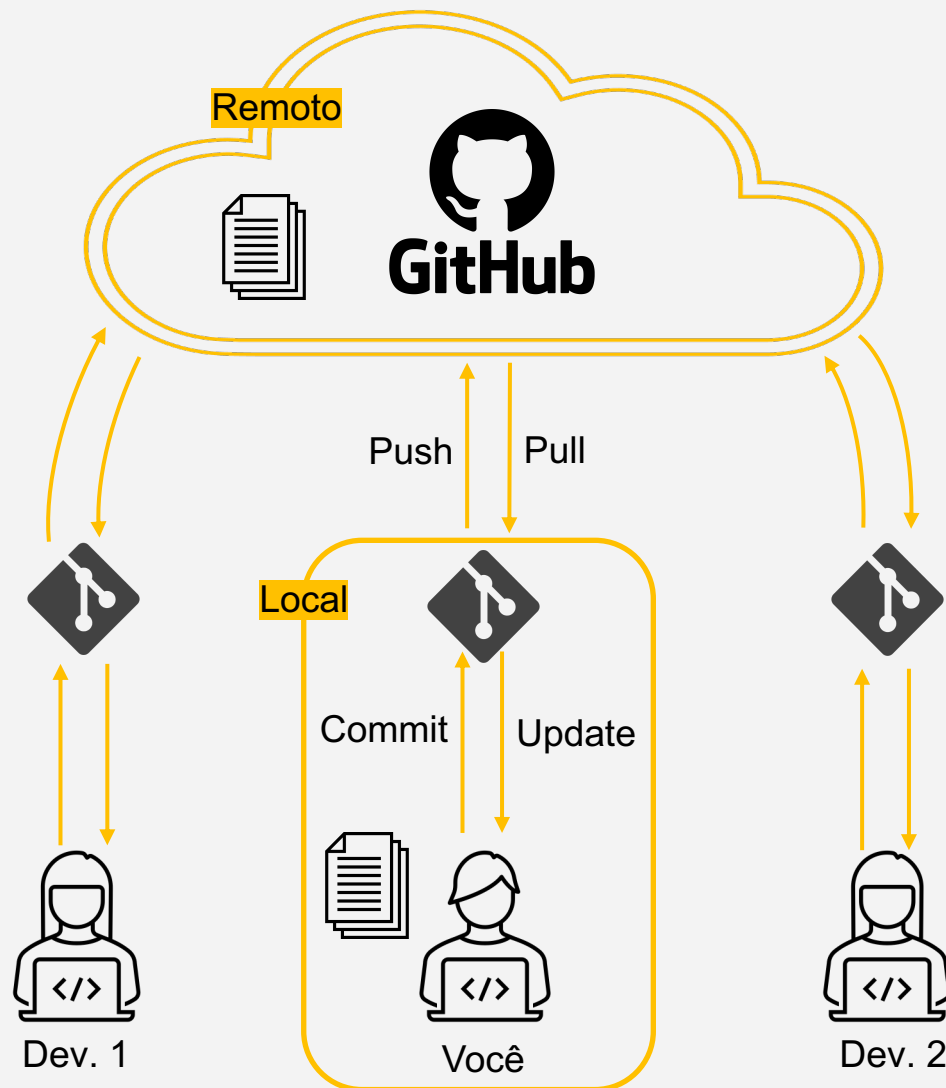 Remoto
GitHub
Push
Pull
Local
Commit
Update
</>
</>
</>
Dev. 1
Você
Dev. 2